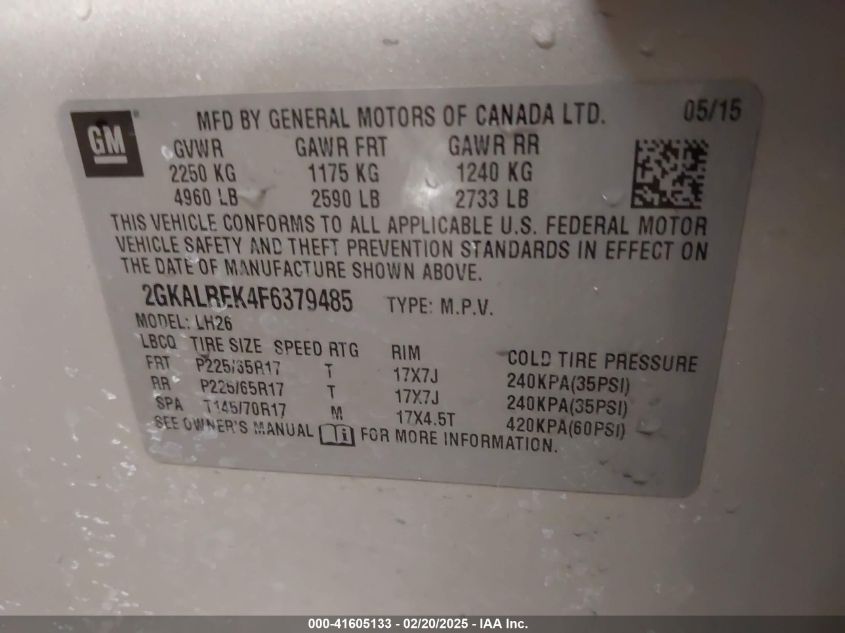 GM
MFD BY GENERAL MOTORS OF CANADA LTD. 05/15
GVWR GAWR FRT GAWR RR
2250 KG 1175 KG 1240 KG
4960 LB 2590 LB 2733 LB
THIS VEHICLE CONFORMS TO ALL APPLICABLE U.S. FEDERAL MOTOR
VEHICLE SAFETY AND THEFT PREVENTION STANDARDS IN EFFECT ON
THE DATE OF MANUFACTURE SHOWN ABOVE.
2GKALREK4F6379485 TYPE: M.P.V.
MODEL: LH26
LBCQ TIRE SIZE SPEED RTG RIM COLD TIRE PRESSURE
FRT P225/65R17 T 17X7J 240KPA(35PSI)
RR P225/65R17 T 17X7J 240KPA(35PSI)
SPA T145/70R17 M 17X4.5T 420KPA(60PSI)
SEE OWNER'S MANUAL FOR MORE INFORMATION.
000-41605133 - 02/20/2025 - IAA Inc.